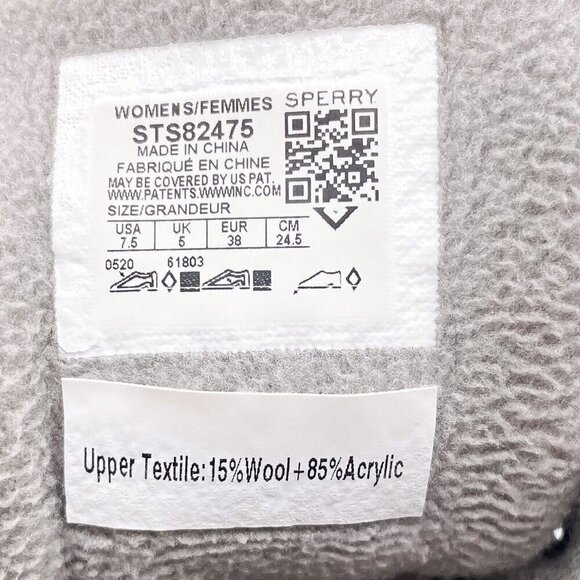 WOMENS/FEMMES SPERRY
STS82475
MADE IN CHINA
FABRIQUÉ EN CHINE
MAY BE COVERED BY US PAT.
WWW.PATENTS.WWWINC.COM
SIZE/GRANDEUR
USA UK EUR CM
7.5 5 38 24.5
0520 61803
Upper Textile:15%Wool+85%Acrylic